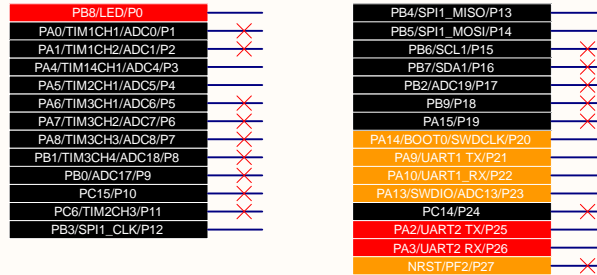 PB8/LED/P0
PA0/TIM1CH1/ADC0/P1
PA1/TIM1CH2/ADC1/P2
PA4/TIM14CH1/ADC4/P3
PA5/TIM2CH1/ADC5/P4
PA6/TIM3CH1/ADC6/P5
PA7/TIM3CH2/ADC7/P6
PA8/TIM3CH3/ADC8/P7
PB1/TIM3CH4/ADC18/P8
PB0/ADC17/P9
PC15/P10
PC6/TIM2CH3/P11
PB3/SPI1_CLK/P12
PB4/SPI1_MISO/P13
PB5/SPI1_MOSI/P14
PB6/SCL1/P15
PB7/SDA1/P16
PB2/ADC19/P17
PB9/P18
PA15/P19
PA14/BOOT0/SWDCLK/P20
PA9/UART1 TX/P21
PA10/UART1_RX/P22
PA13/SWDIO/ADC13/P23
PC14/P24
PA2/UART2 TX/P25
PA3/UART2 RX/P26
NRST/PF2/P27